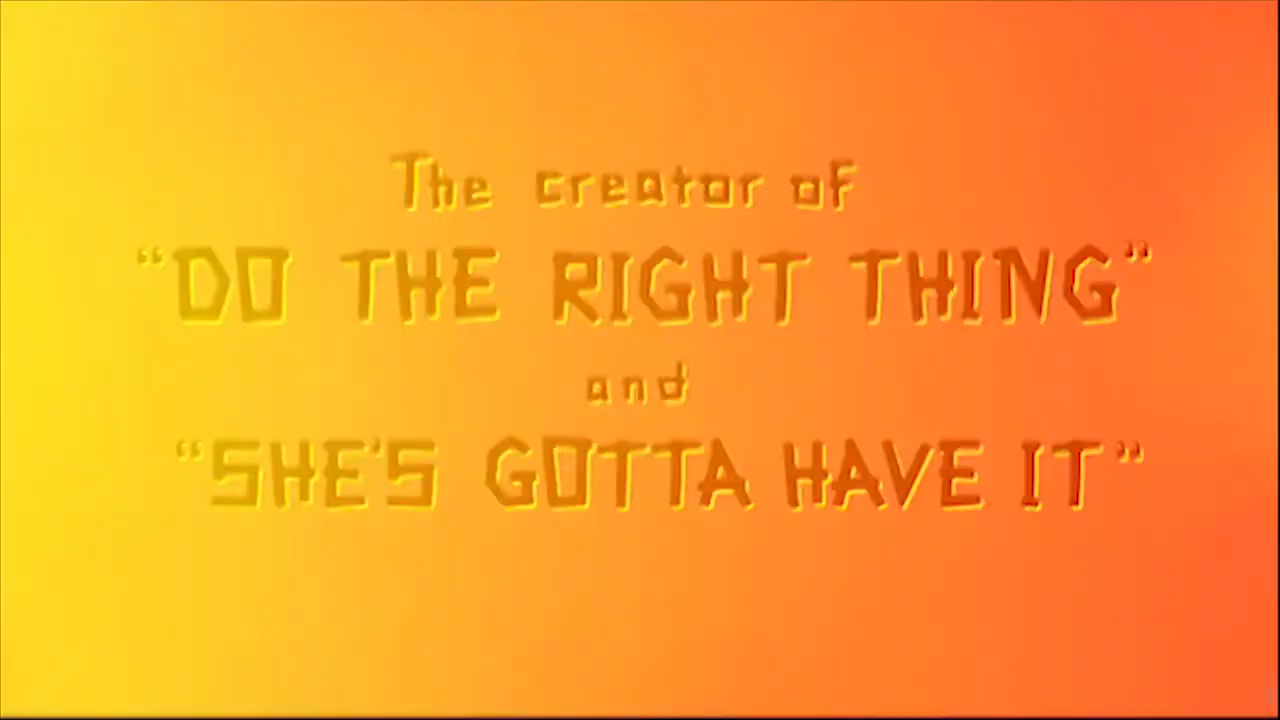 The creator of
"DO THE RIGHT THING"
and
"SHE'S GOTTA HAVE IT"